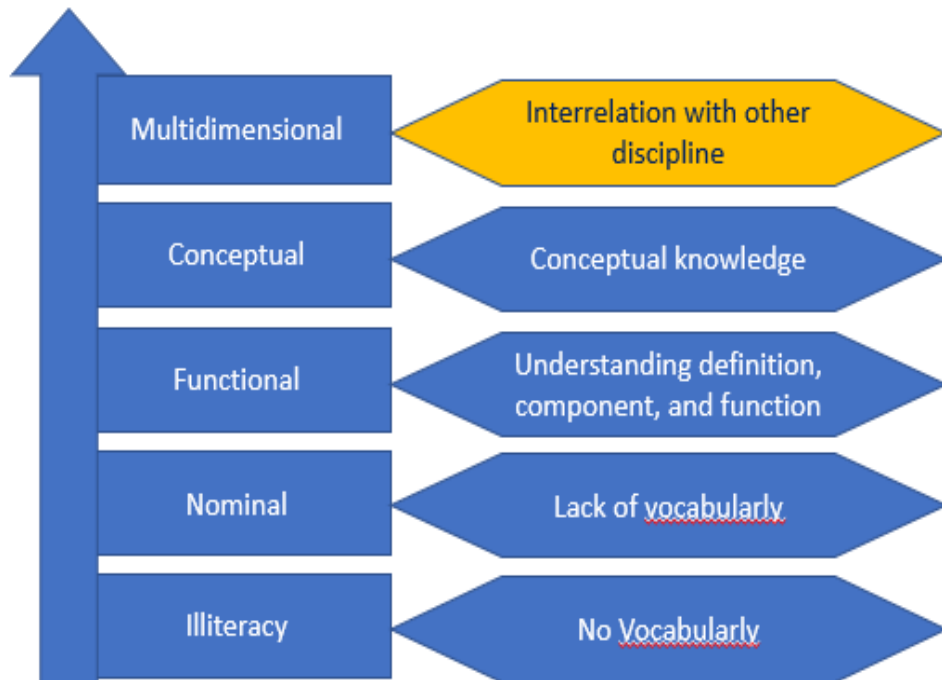 Multidimensional
Interrelation with other
discipline
Conceptual
Conceptual knowledge
Functional
Understanding definition,
component, and function
Nominal
Lack of vocabularly
Illiteracy
No Vocabularly